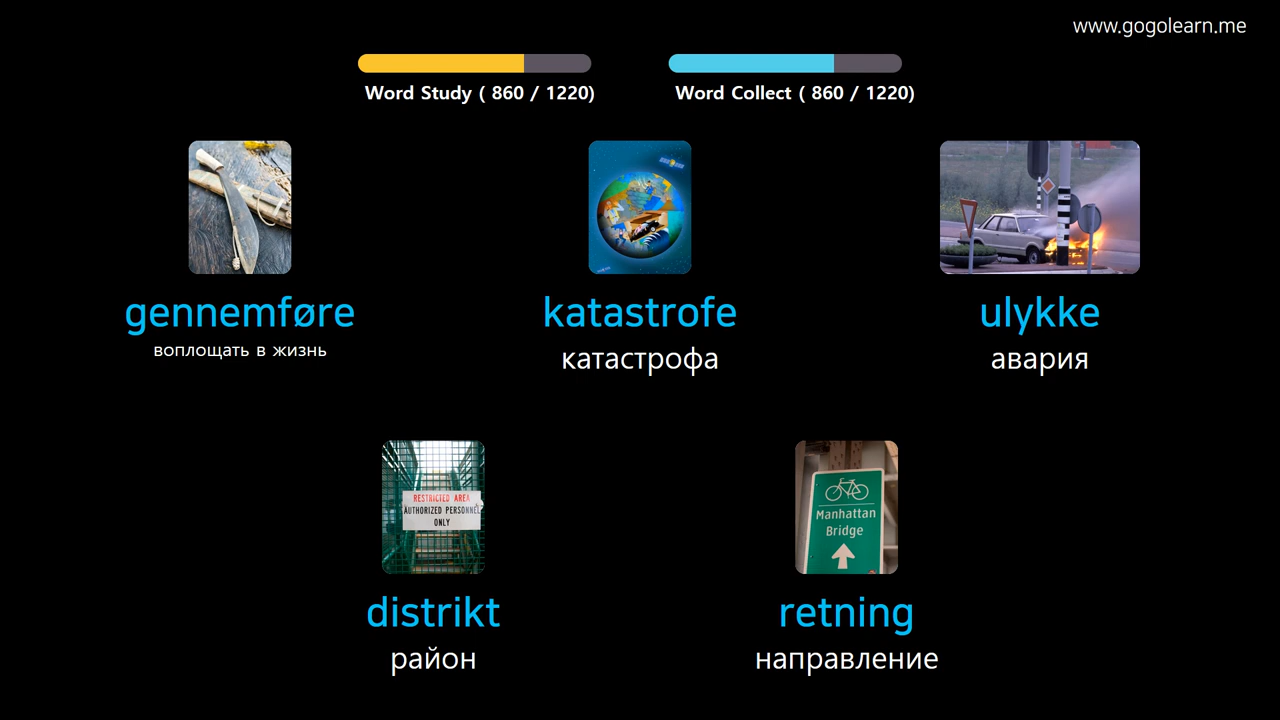 www.gogolearn.me
Word Study ( 860 / 1220)
Word Collect ( 860 / 1220)
gennemføre
воплощать в жизнь
katastrofe
катастрофа
ulykke
авария
RESTRICTED AREA
AUTHORIZED PERSONNEL
ONLY
distrikt
район
Manhattan
Bridge
retning
направление